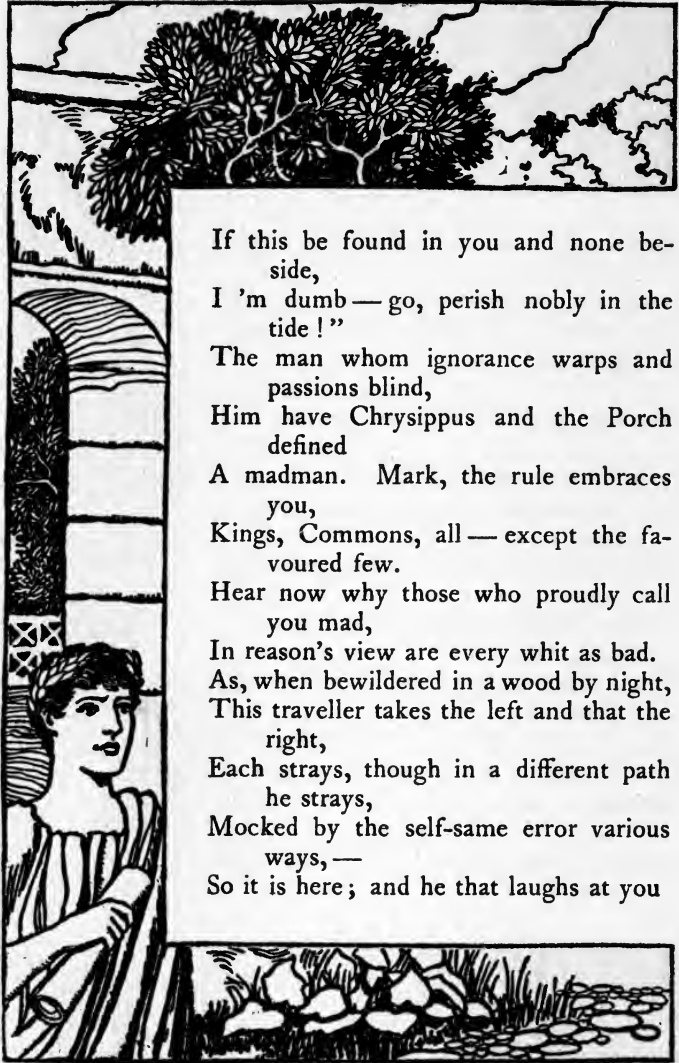 If this be found in you and none be-
side,
I 'm dumb — go, perish nobly in the
tide ! ”
The man whom ignorance warps and
passions blind,
Him have Chrysippus and the Porch
defined
A madman. Mark, the rule embraces
you,
Kings, Commons, all — except the fa-
voured few.
Hear now why those who proudly call
you mad,
In reason's view are every whit as bad.
As, when bewildered in a wood by night,
This traveller takes the left and that the
right,
Each strays, though in a different path
he strays,
Mocked by the self-same error various
ways, —
So it is here ; and he that laughs at you